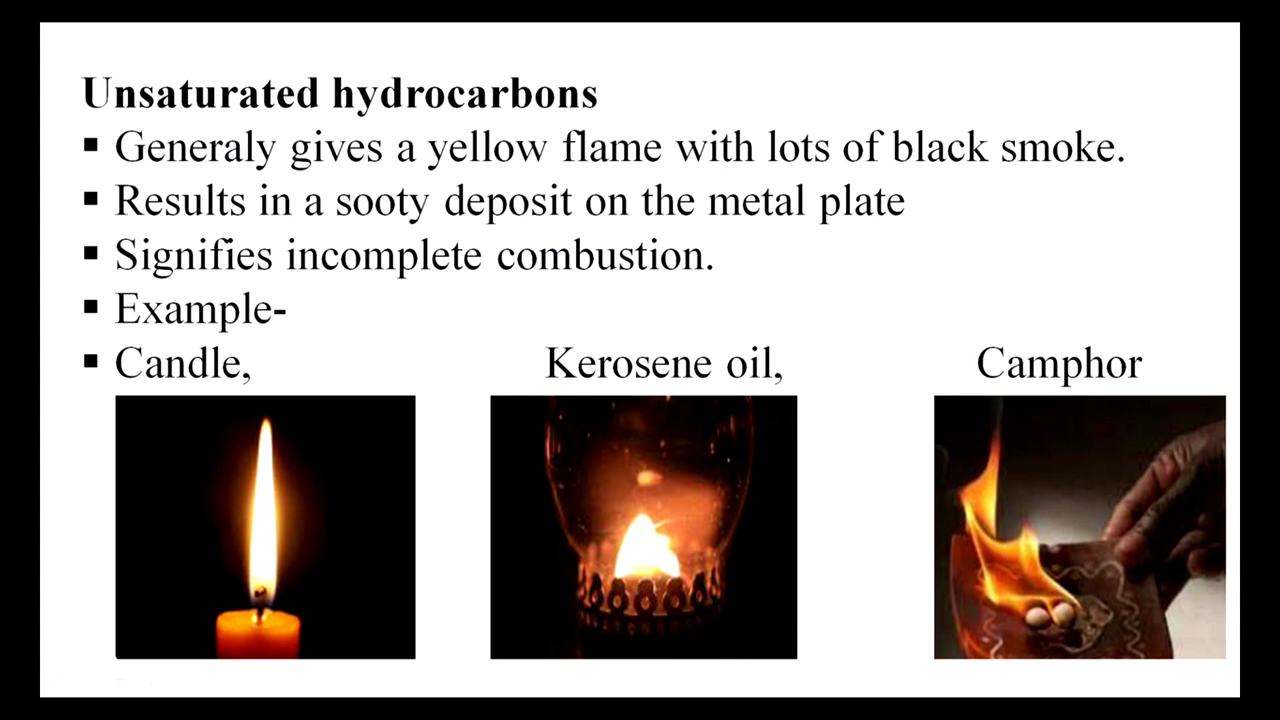 Unsaturated hydrocarbons
▪ Generaly gives a yellow flame with lots of black smoke.
▪ Results in a sooty deposit on the metal plate
▪ Signifies incomplete combustion.
▪ Example-
▪ Candle, Kerosene oil, Camphor